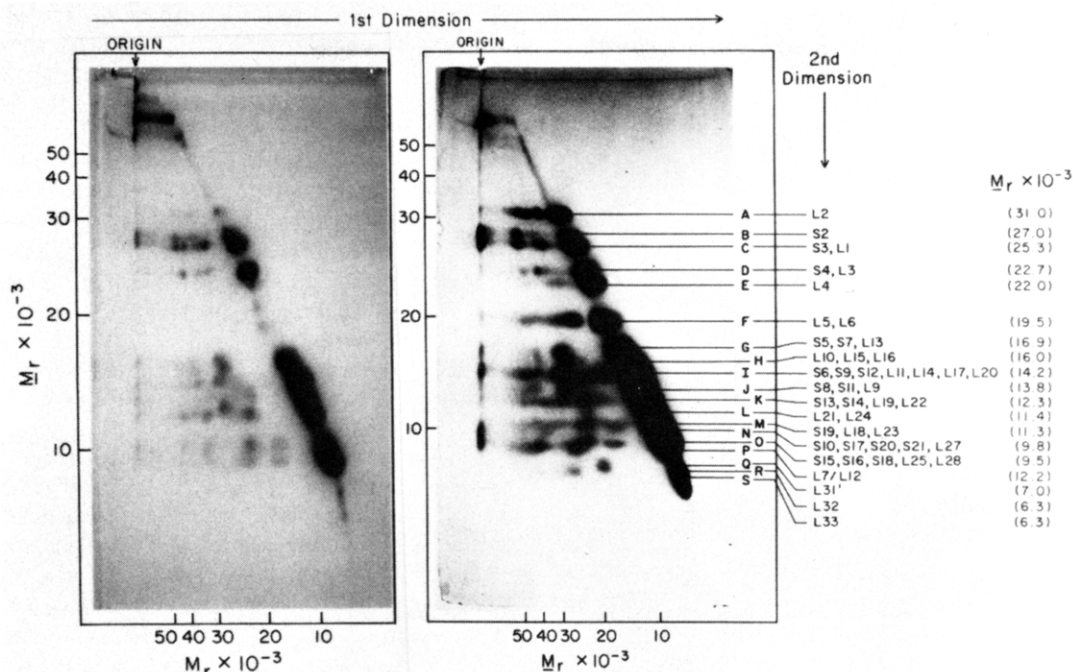 1st Dimension
ORIGIN
ORIGIN
2nd Dimension
M_r × 10⁻³
50
40
30
20
10
M_r × 10⁻³
50 40 30 20 10
M_r × 10⁻³
50
40
30
20
10
50 40 30 20 10
M_r × 10⁻³
A L2 (31.0)
B S2 (27.0)
C S3, L1 (25.3)
D S4, L3 (22.7)
E L4 (22.0)
F L5, L6 (19.5)
G S5, S7, L13 (16.9)
H L10, L15, L16 (16.0)
I S6, S9, S12, L11, L14, L17, L20 (14.2)
J S8, S11, L9 (13.8)
K S13, S14, L19, L22 (12.3)
L L21, L24 (11.4)
M S19, L18, L23 (11.3)
N S10, S17, S20, S21, L27 (9.8)
O S15, S16, S18, L25, L28 (9.5)
P L7/L12 (12.2)
Q L31' (7.0)
R L32 (6.3)
S L33 (6.3)